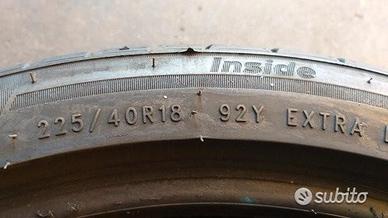 Inside
225/40R18 92Y EXTRA
subito